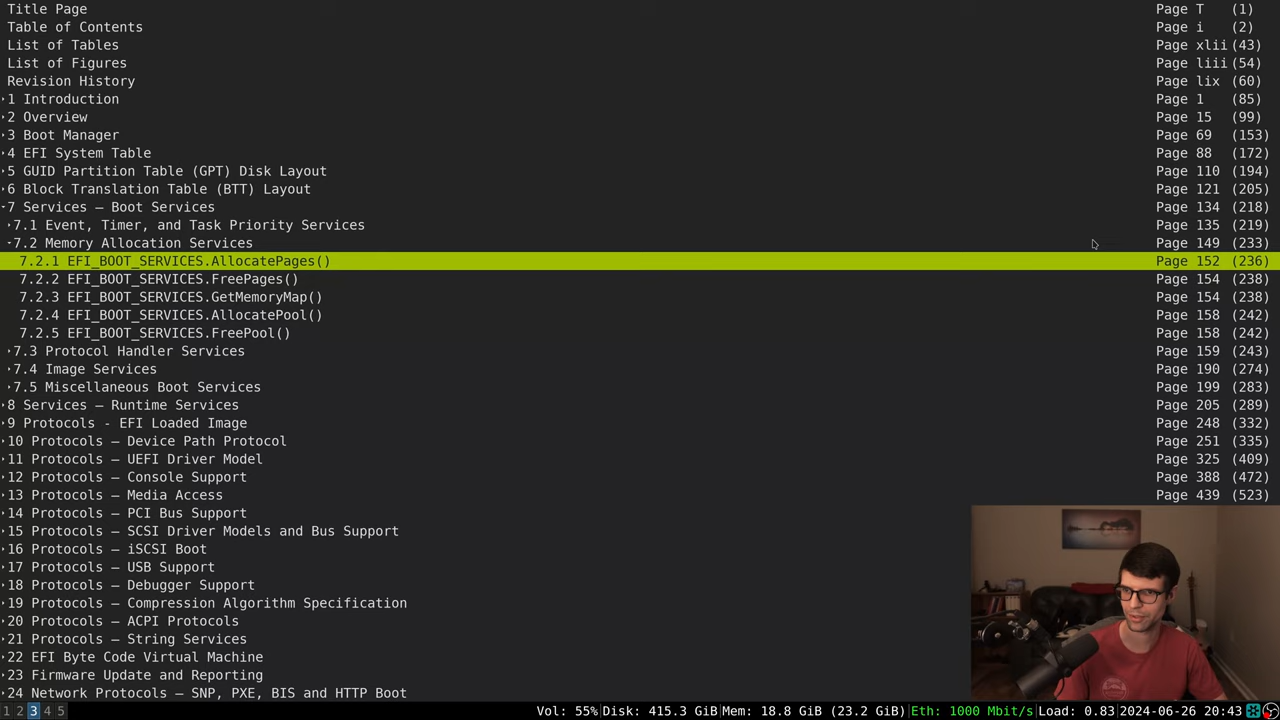 Title Page Page T (1)
Table of Contents Page i (2)
List of Tables Page xlii (43)
List of Figures Page liii (54)
Revision History Page lix (60)
1 Introduction Page 1 (85)
2 Overview Page 15 (99)
3 Boot Manager Page 69 (153)
4 EFI System Table Page 88 (172)
5 GUID Partition Table (GPT) Disk Layout Page 110 (194)
6 Block Translation Table (BTT) Layout Page 121 (205)
7 Services — Boot Services Page 134 (218)
7.1 Event, Timer, and Task Priority Services Page 135 (219)
7.2 Memory Allocation Services Page 149 (233)
7.2.1 EFI_BOOT_SERVICES.AllocatePages() Page 152 (236)
7.2.2 EFI_BOOT_SERVICES.FreePages() Page 154 (238)
7.2.3 EFI_BOOT_SERVICES.GetMemoryMap() Page 154 (238)
7.2.4 EFI_BOOT_SERVICES.AllocatePool() Page 158 (242)
7.2.5 EFI_BOOT_SERVICES.FreePool() Page 158 (242)
7.3 Protocol Handler Services Page 159 (243)
7.4 Image Services Page 190 (274)
7.5 Miscellaneous Boot Services Page 199 (283)
8 Services — Runtime Services Page 205 (289)
9 Protocols - EFI Loaded Image Page 248 (332)
10 Protocols — Device Path Protocol Page 251 (335)
11 Protocols — UEFI Driver Model Page 325 (409)
12 Protocols — Console Support Page 388 (472)
13 Protocols — Media Access Page 439 (523)
14 Protocols — PCI Bus Support
15 Protocols — SCSI Driver Models and Bus Support
16 Protocols — iSCSI Boot
17 Protocols — USB Support
18 Protocols — Debugger Support
19 Protocols — Compression Algorithm Specification
20 Protocols — ACPI Protocols
21 Protocols — String Services
22 EFI Byte Code Virtual Machine
23 Firmware Update and Reporting
24 Network Protocols — SNP, PXE, BIS and HTTP Boot
1 2 3 4 5 Vol: 55%|Disk: 415.3 GiB|Mem: 18.8 GiB (23.2 GiB)|Eth: 1000 Mbit/s|Load: 0.83|2024-06-26 20:43